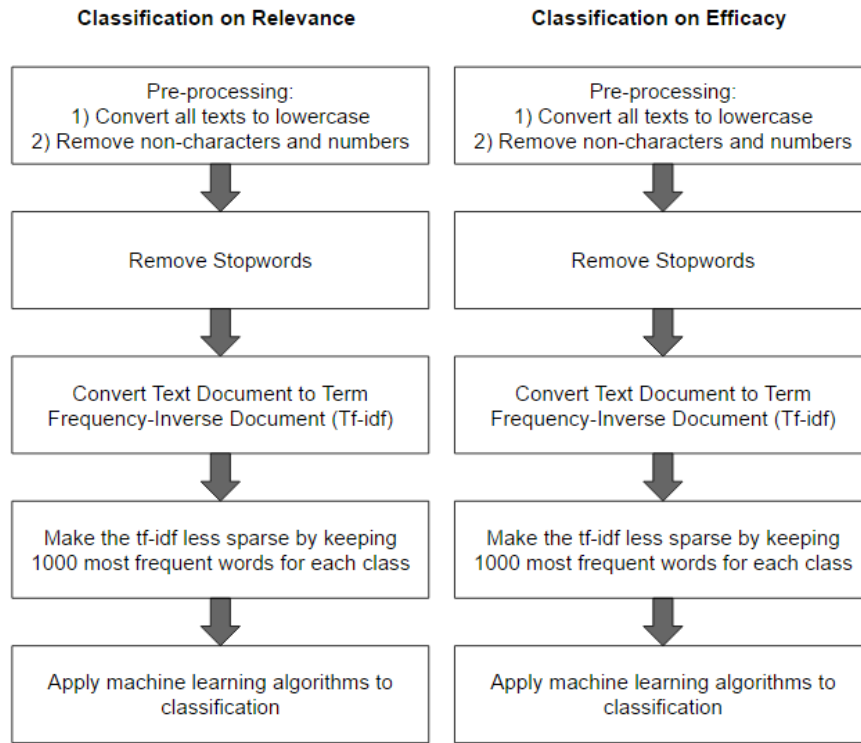 Classification on Relevance
Pre-processing:
1) Convert all texts to lowercase
2) Remove non-characters and numbers
Remove Stopwords
Convert Text Document to Term
Frequency-Inverse Document (Tf-idf)
Make the tf-idf less sparse by keeping
1000 most frequent words for each class
Apply machine learning algorithms to
classification
Classification on Efficacy
Pre-processing:
1) Convert all texts to lowercase
2) Remove non-characters and numbers
Remove Stopwords
Convert Text Document to Term
Frequency-Inverse Document (Tf-idf)
Make the tf-idf less sparse by keeping
1000 most frequent words for each class
Apply machine learning algorithms to
classification